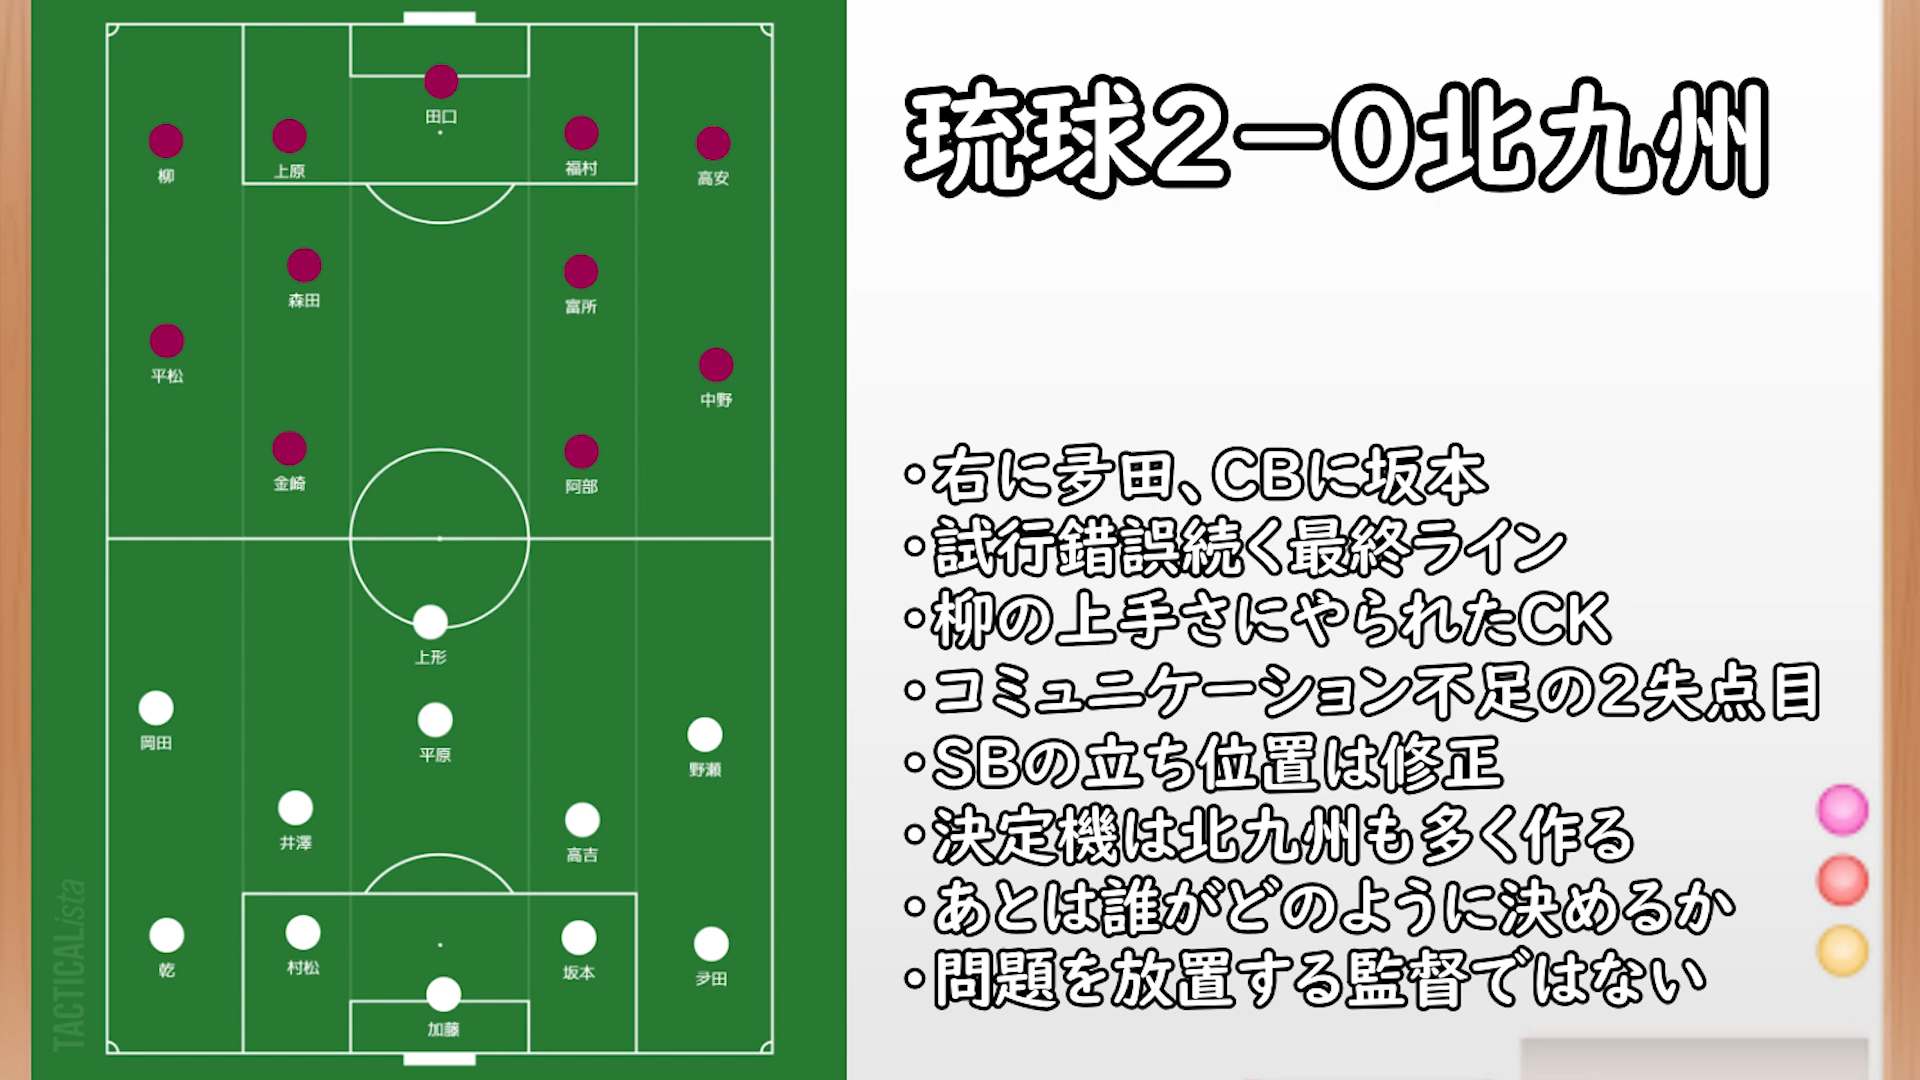 琉球2ー0北九州
田口
柳
上原
福村
高安
森田
富所
平松
中野
金崎
阿部
上形
岡田
平原
野瀬
井澤
高吉
乾
村松
坂本
夛田
加藤
TACTICALista
・右に夛田、CBに坂本
・試行錯誤続く最終ライン
・柳の上手さにやられたCK
・コミュニケーション不足の2失点目
・SBの立ち位置は修正
・決定機は北九州も多く作る
・あとは誰がどのように決めるか
・問題を放置する監督ではない